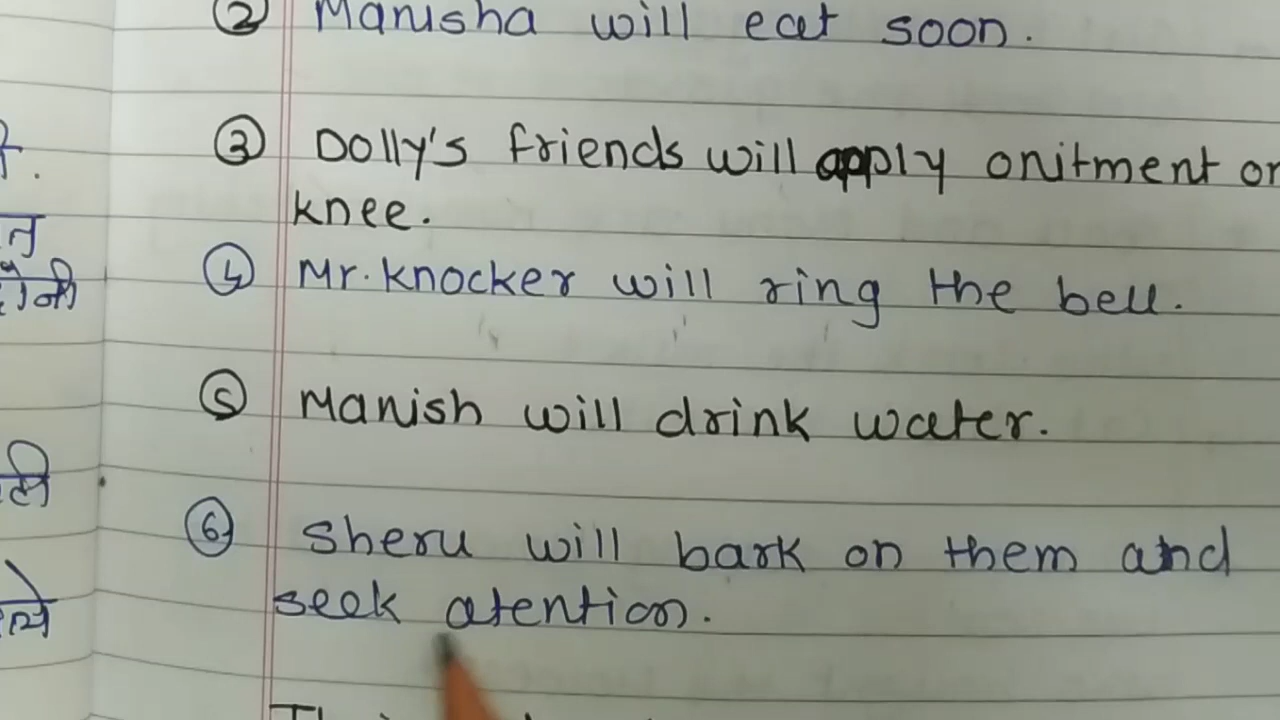 ② Manisha will eat soon.
③ Dolly's friends will apply onitment on
knee.
④ Mr. Knocker will ring the bell.
⑤ Manish will drink water.
⑥ Sheru will bark on them and
seek atention.